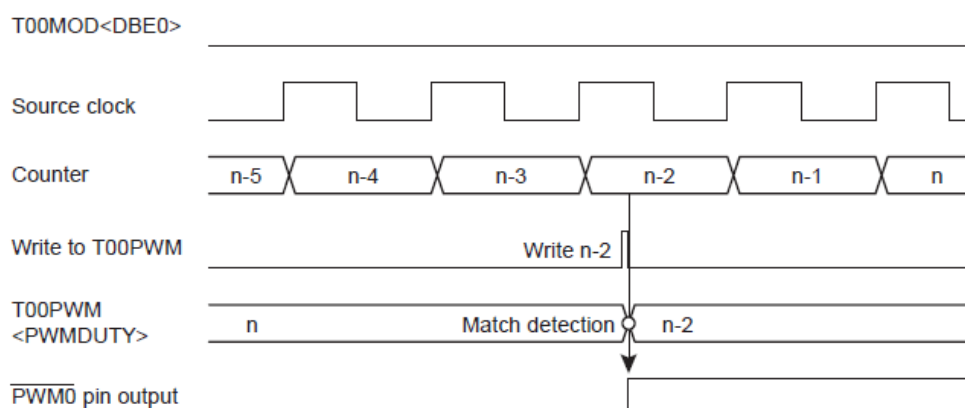 T00MOD<DBE0>
Source clock
Counter n-5 n-4 n-3 n-2 n-1 n
Write to T00PWM Write n-2
T00PWM
<PWMDUTY> n Match detection n-2
PWM0 pin output